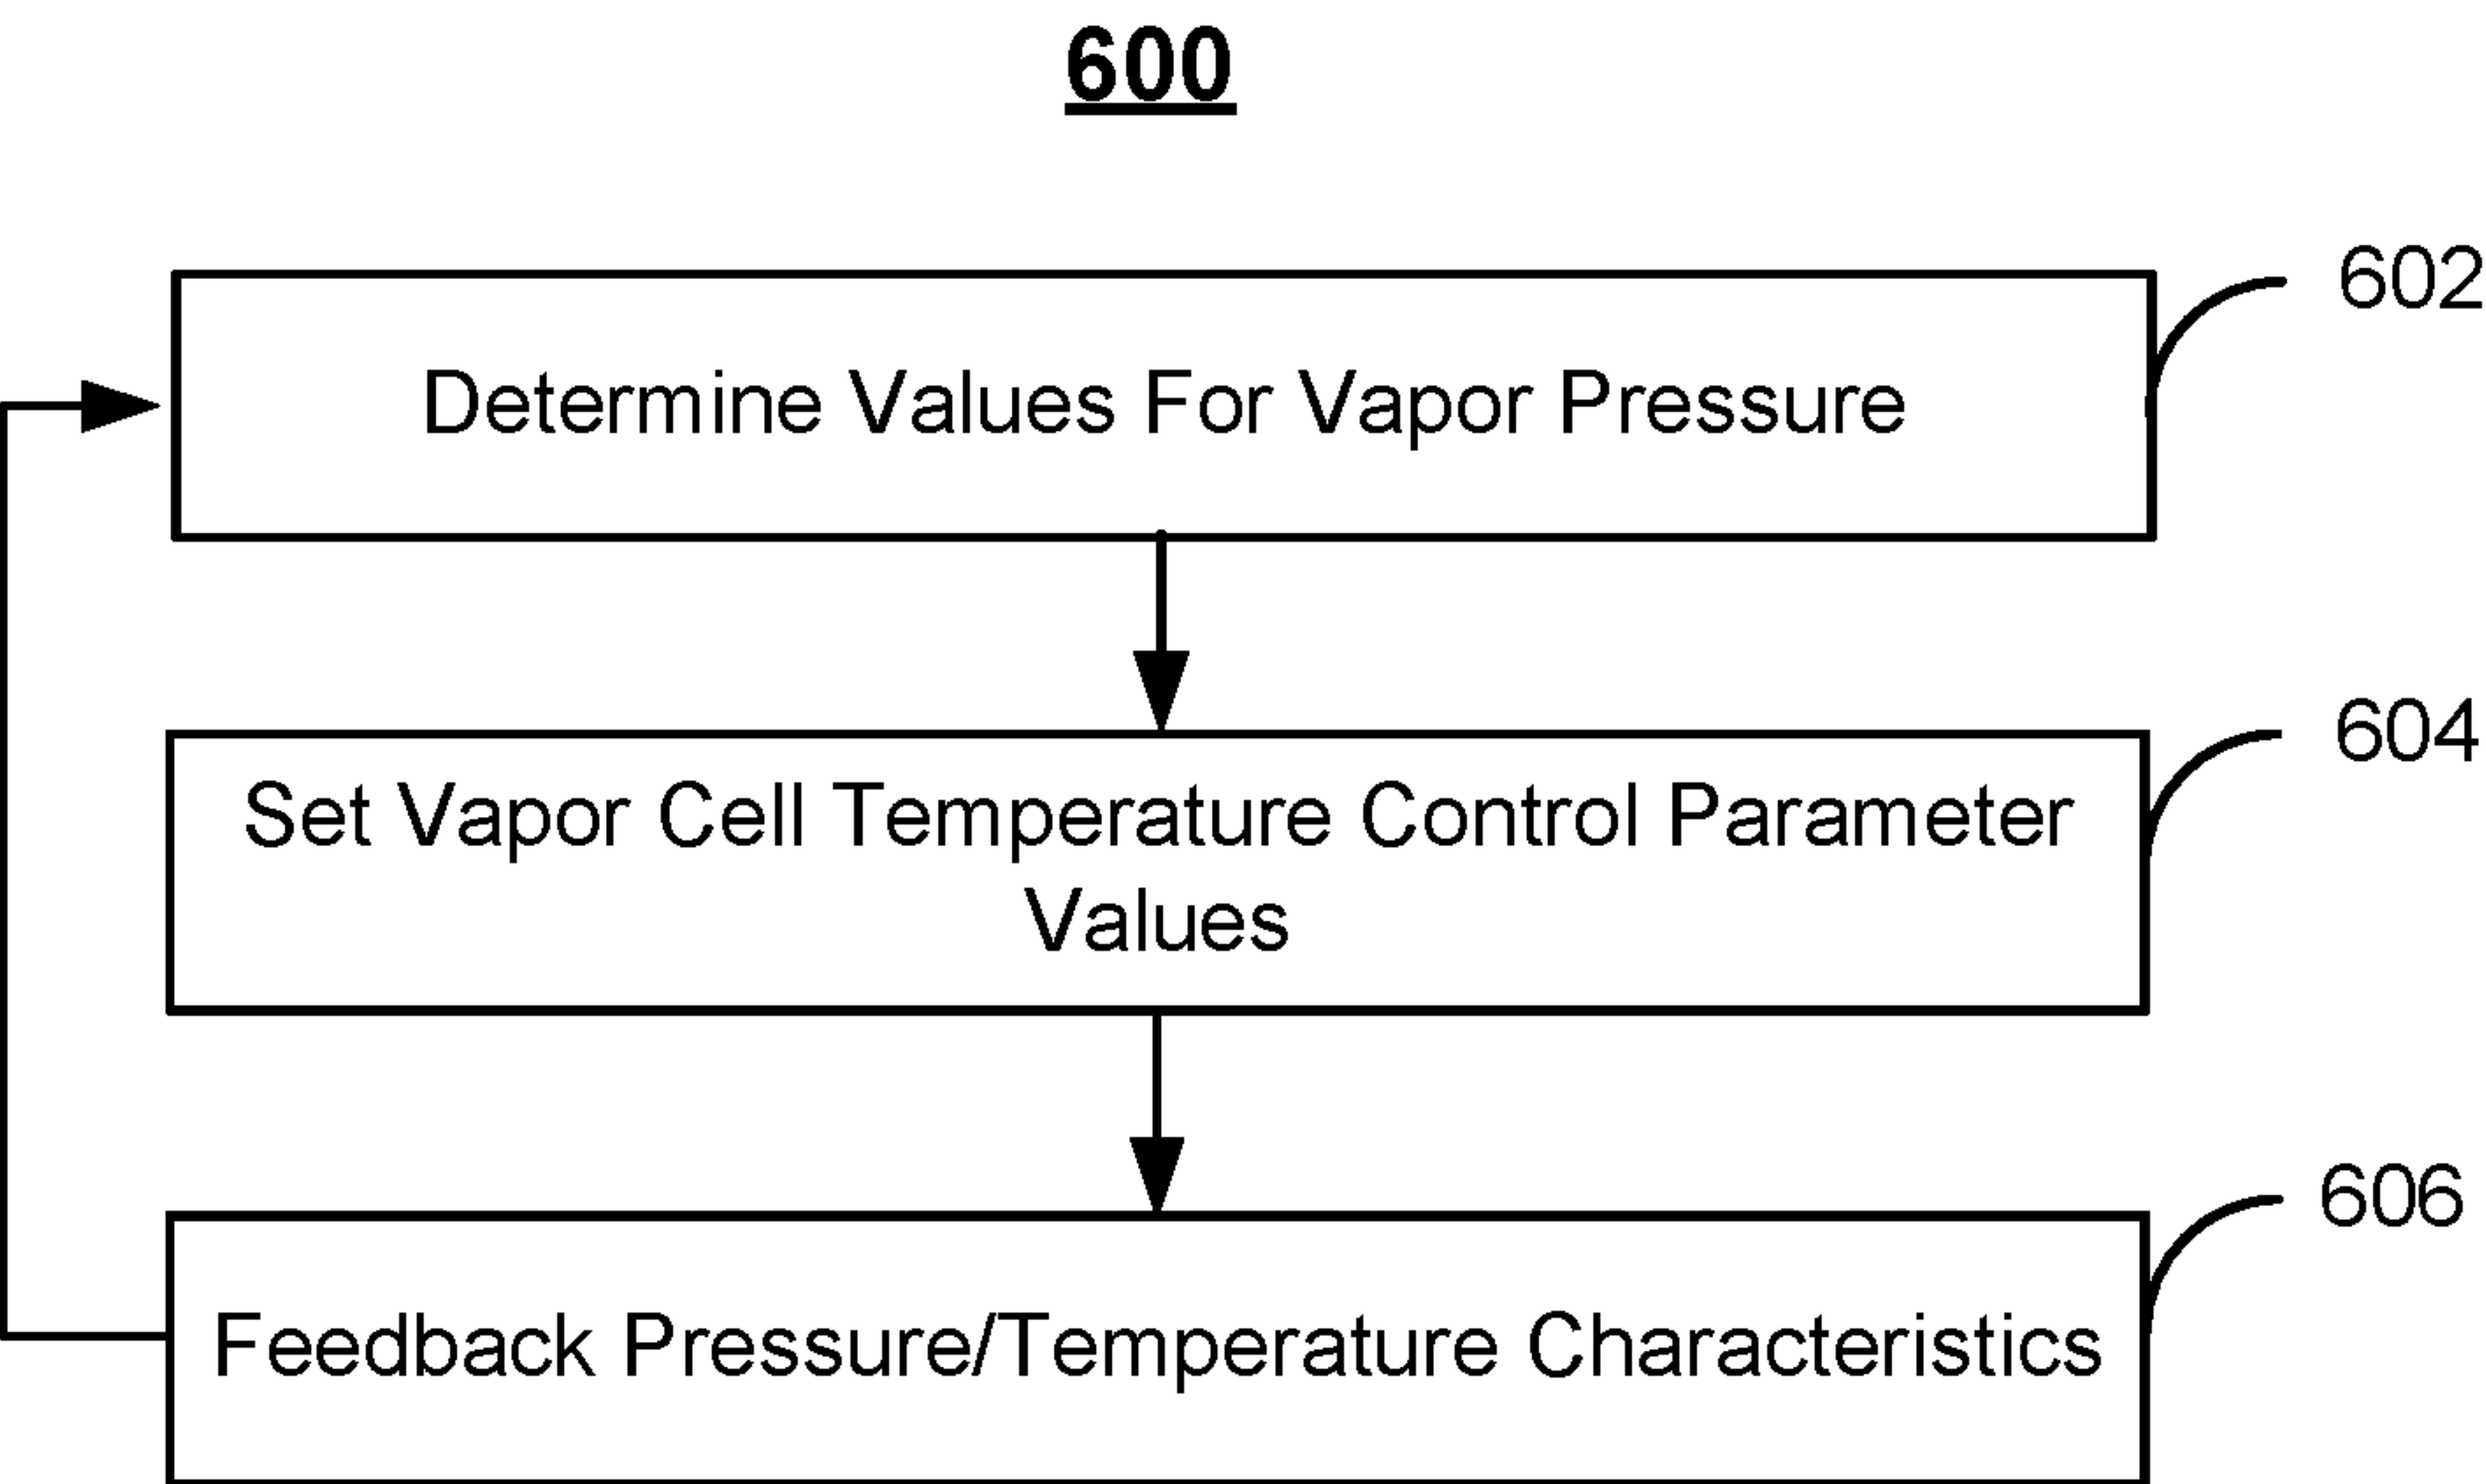 600
602
Determine Values For Vapor Pressure
604
Set Vapor Cell Temperature Control Parameter
Values
606
Feedback Pressure/Temperature Characteristics